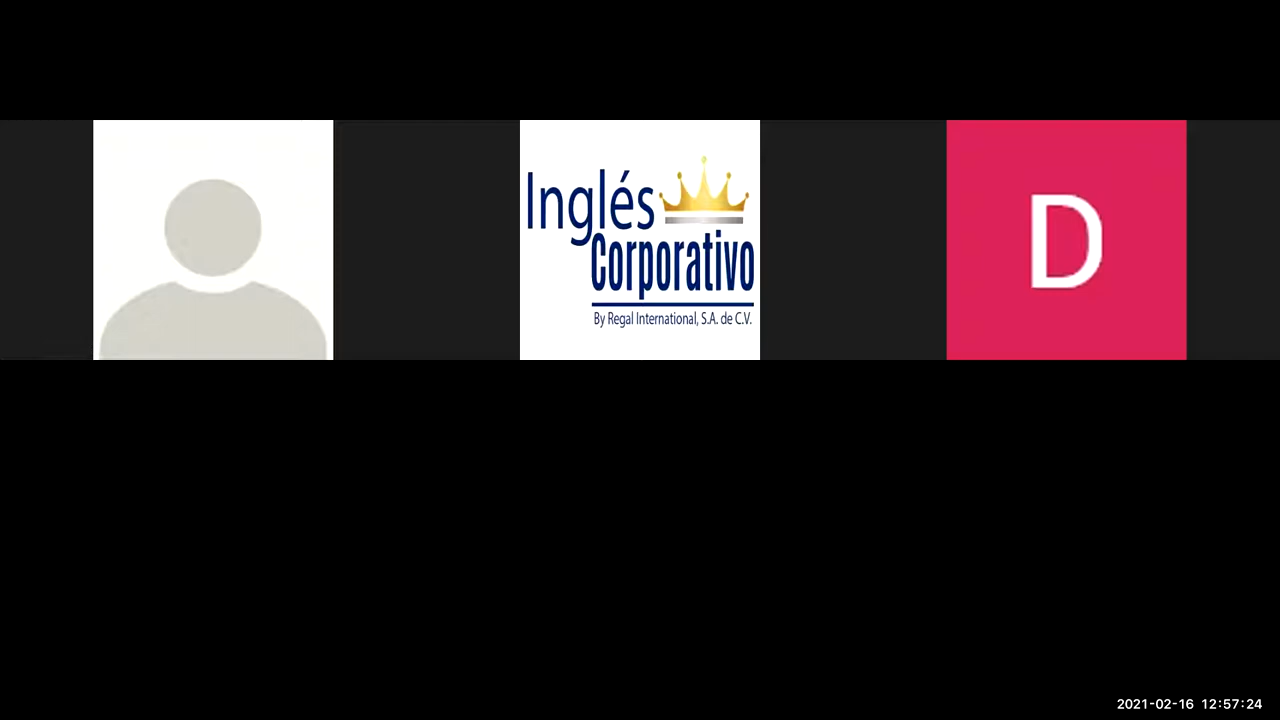 Inglés
Corporativo
By Regal International, S.A. de C.V.
D
2021-02-16 12:57:24